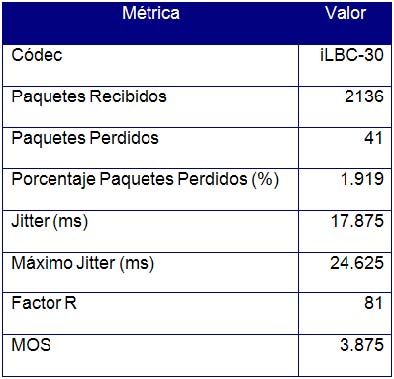 Métrica Valor
Códec iLBC-30
Paquetes Recibidos 2136
Paquetes Perdidos 41
Porcentaje Paquetes Perdidos (%) 1.919
Jitter (ms) 17.875
Máximo Jitter (ms) 24.625
Factor R 81
MOS 3.875